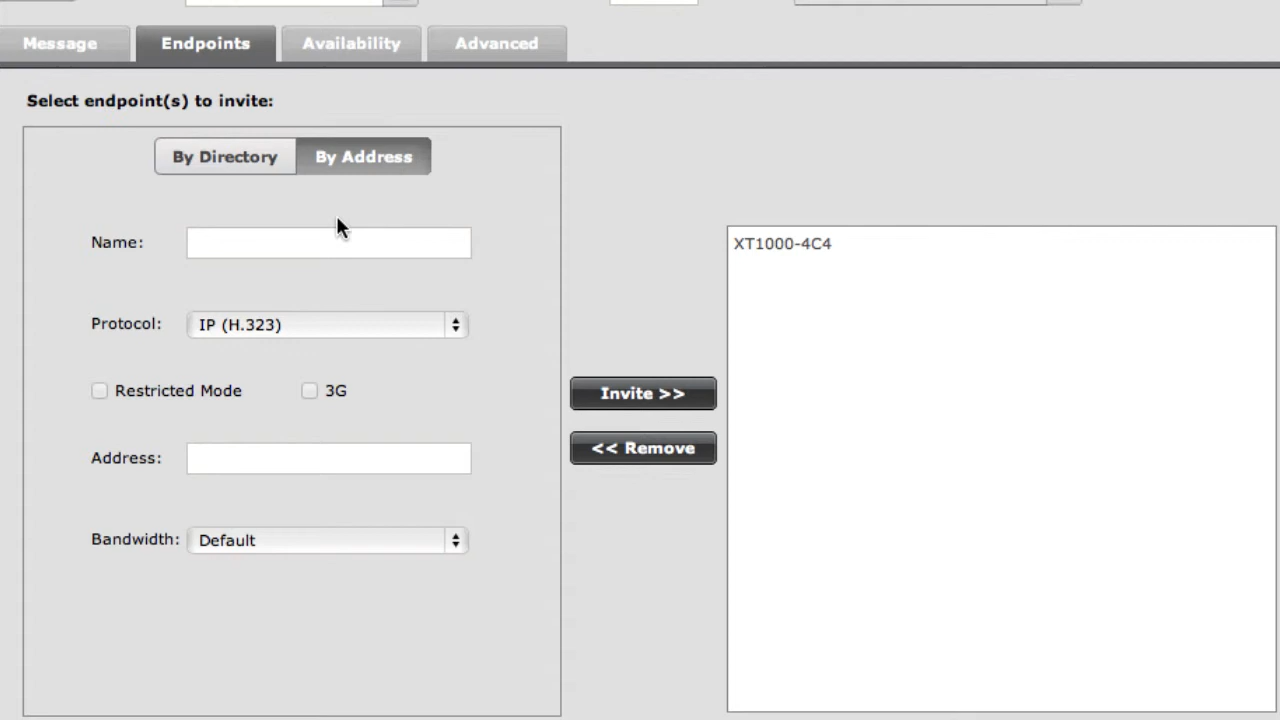 Message Endpoints Availability Advanced
Select endpoint(s) to invite:
By Directory By Address
Name:
XT1000-4C4
Protocol: IP (H.323)
Restricted Mode 3G
Invite >>
<< Remove
Address:
Bandwidth: Default